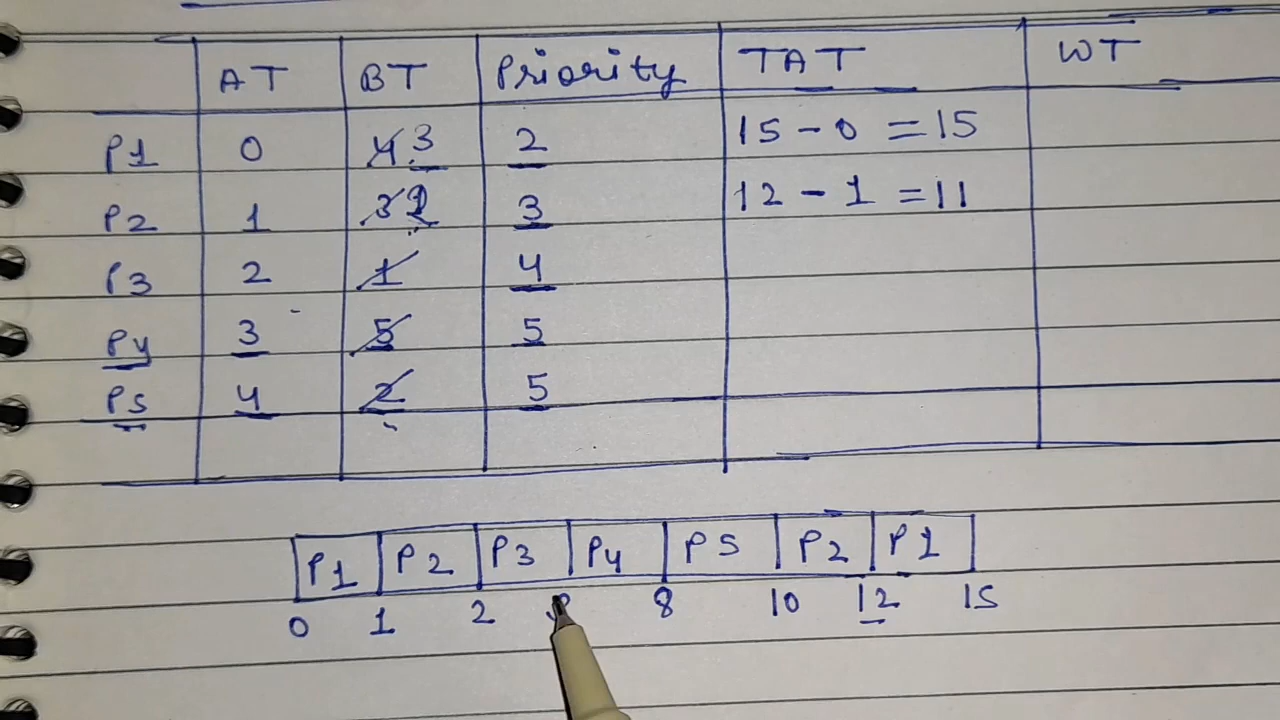 AT BT Priority TAT WT
P1 0 4 3 2 15 - 0 = 15
P2 1 3 2 3 12 - 1 = 11
P3 2 1 4
P4 3 5 5
P5 4 2 5
P1 P2 P3 P4 P5 P2 P1
0 1 2 8 10 12 15